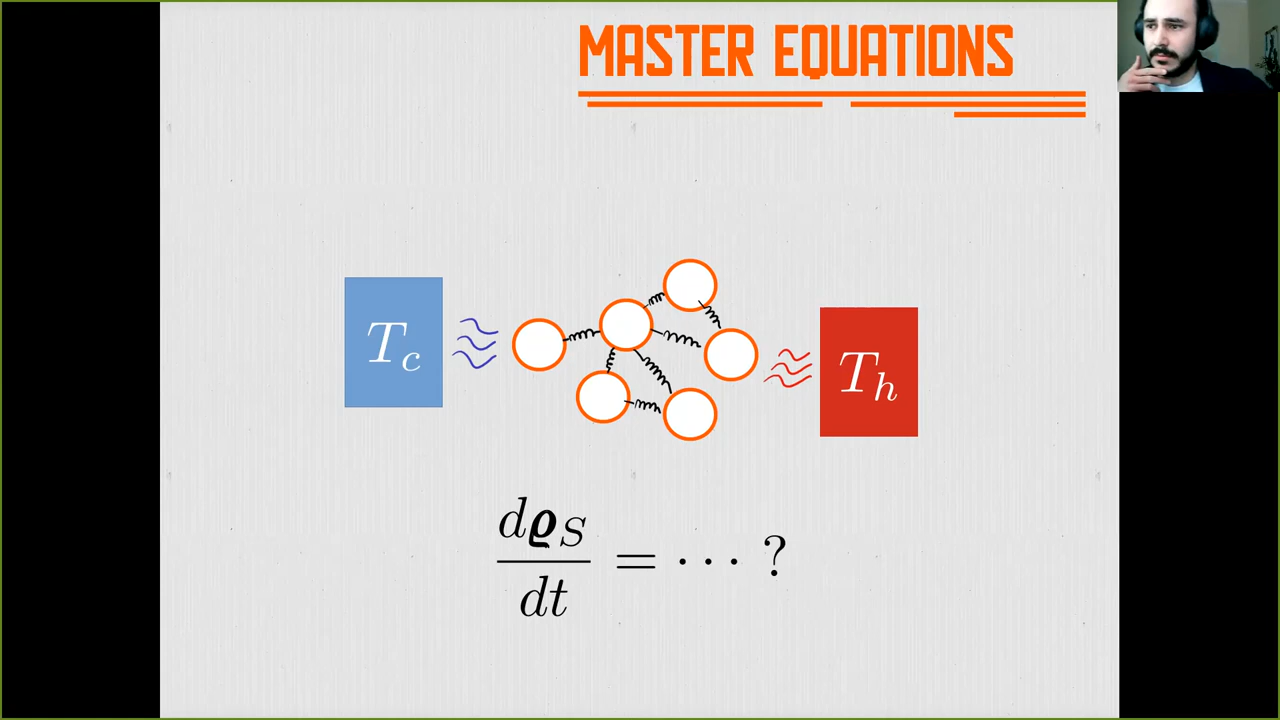 MASTER EQUATIONS
T_c
T_h
dϱ_S/dt = ⋯ ?